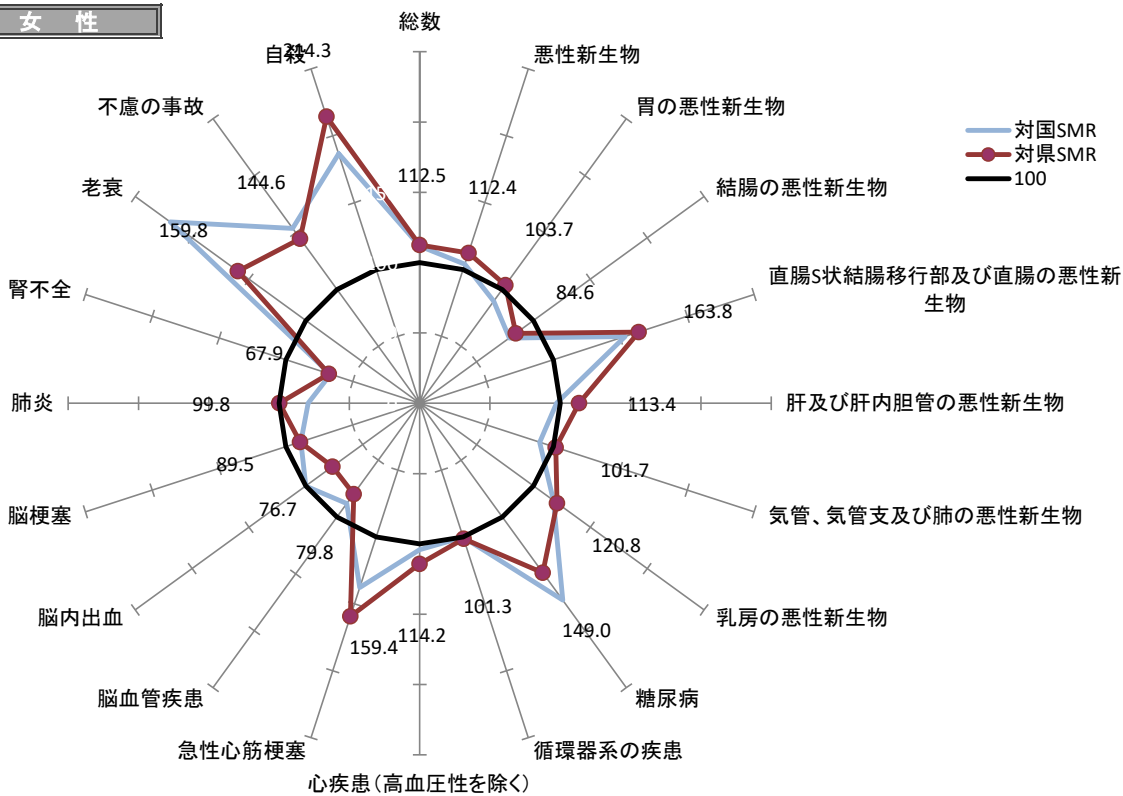 女 性
総数
自殺
214.3
悪性新生物
不慮の事故
胃の悪性新生物
対国SMR
対県SMR
100
老衰
144.6
112.5
112.4
結腸の悪性新生物
159.8
103.7
腎不全
84.6
直腸S状結腸移行部及び直腸の悪性新
生物
163.8
67.9
肺炎
99.8
113.4
肝及び肝内胆管の悪性新生物
89.5
101.7
脳梗塞
気管、気管支及び肺の悪性新生物
76.7
120.8
79.8
101.3
脳内出血
乳房の悪性新生物
159.4
114.2
149.0
脳血管疾患
糖尿病
急性心筋梗塞
循環器系の疾患
心疾患(高血圧性を除く)